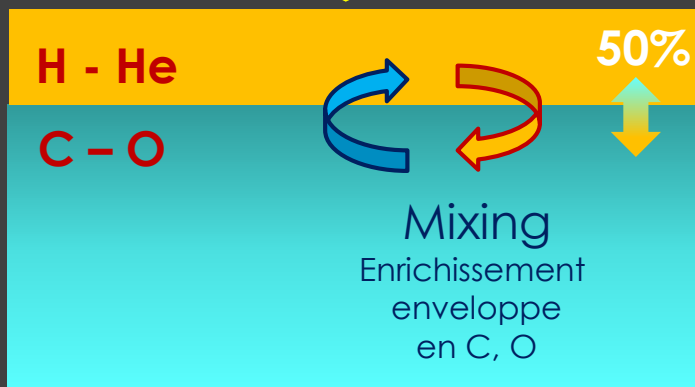 H - He
50%
C – O
Mixing
Enrichissement
enveloppe
en C, O